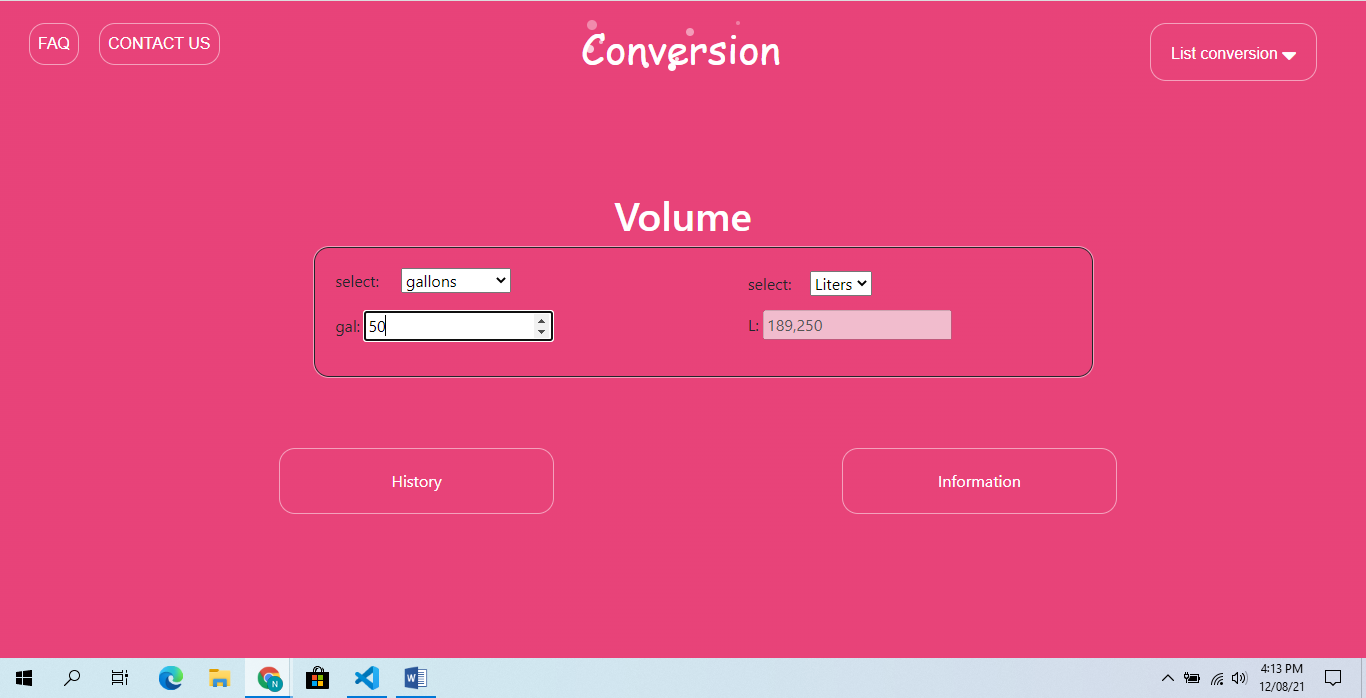 FAQ
CONTACT US
Conversion
List conversion
Volume
select:
gallons
select:
Liters
gal:
50
L:
189,250
History
Information
N
W
4:13 PM
12/08/21